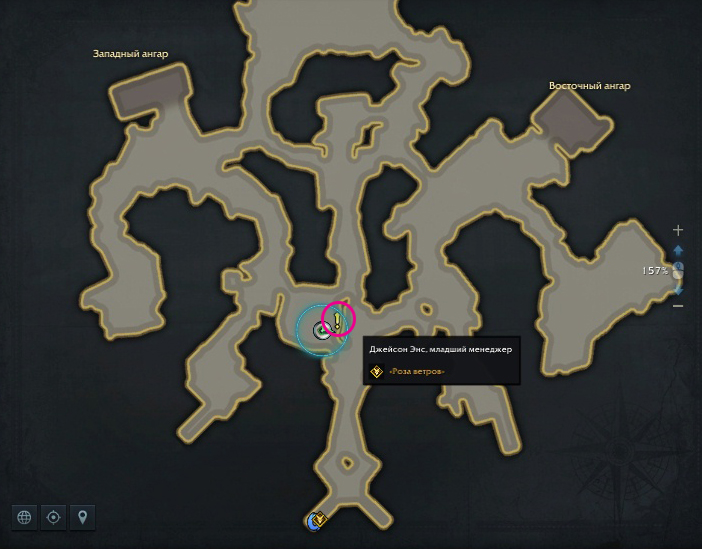 Западный ангар
Восточный ангар
157%
Джейсон Энс, младший менеджер
«Роза ветров»